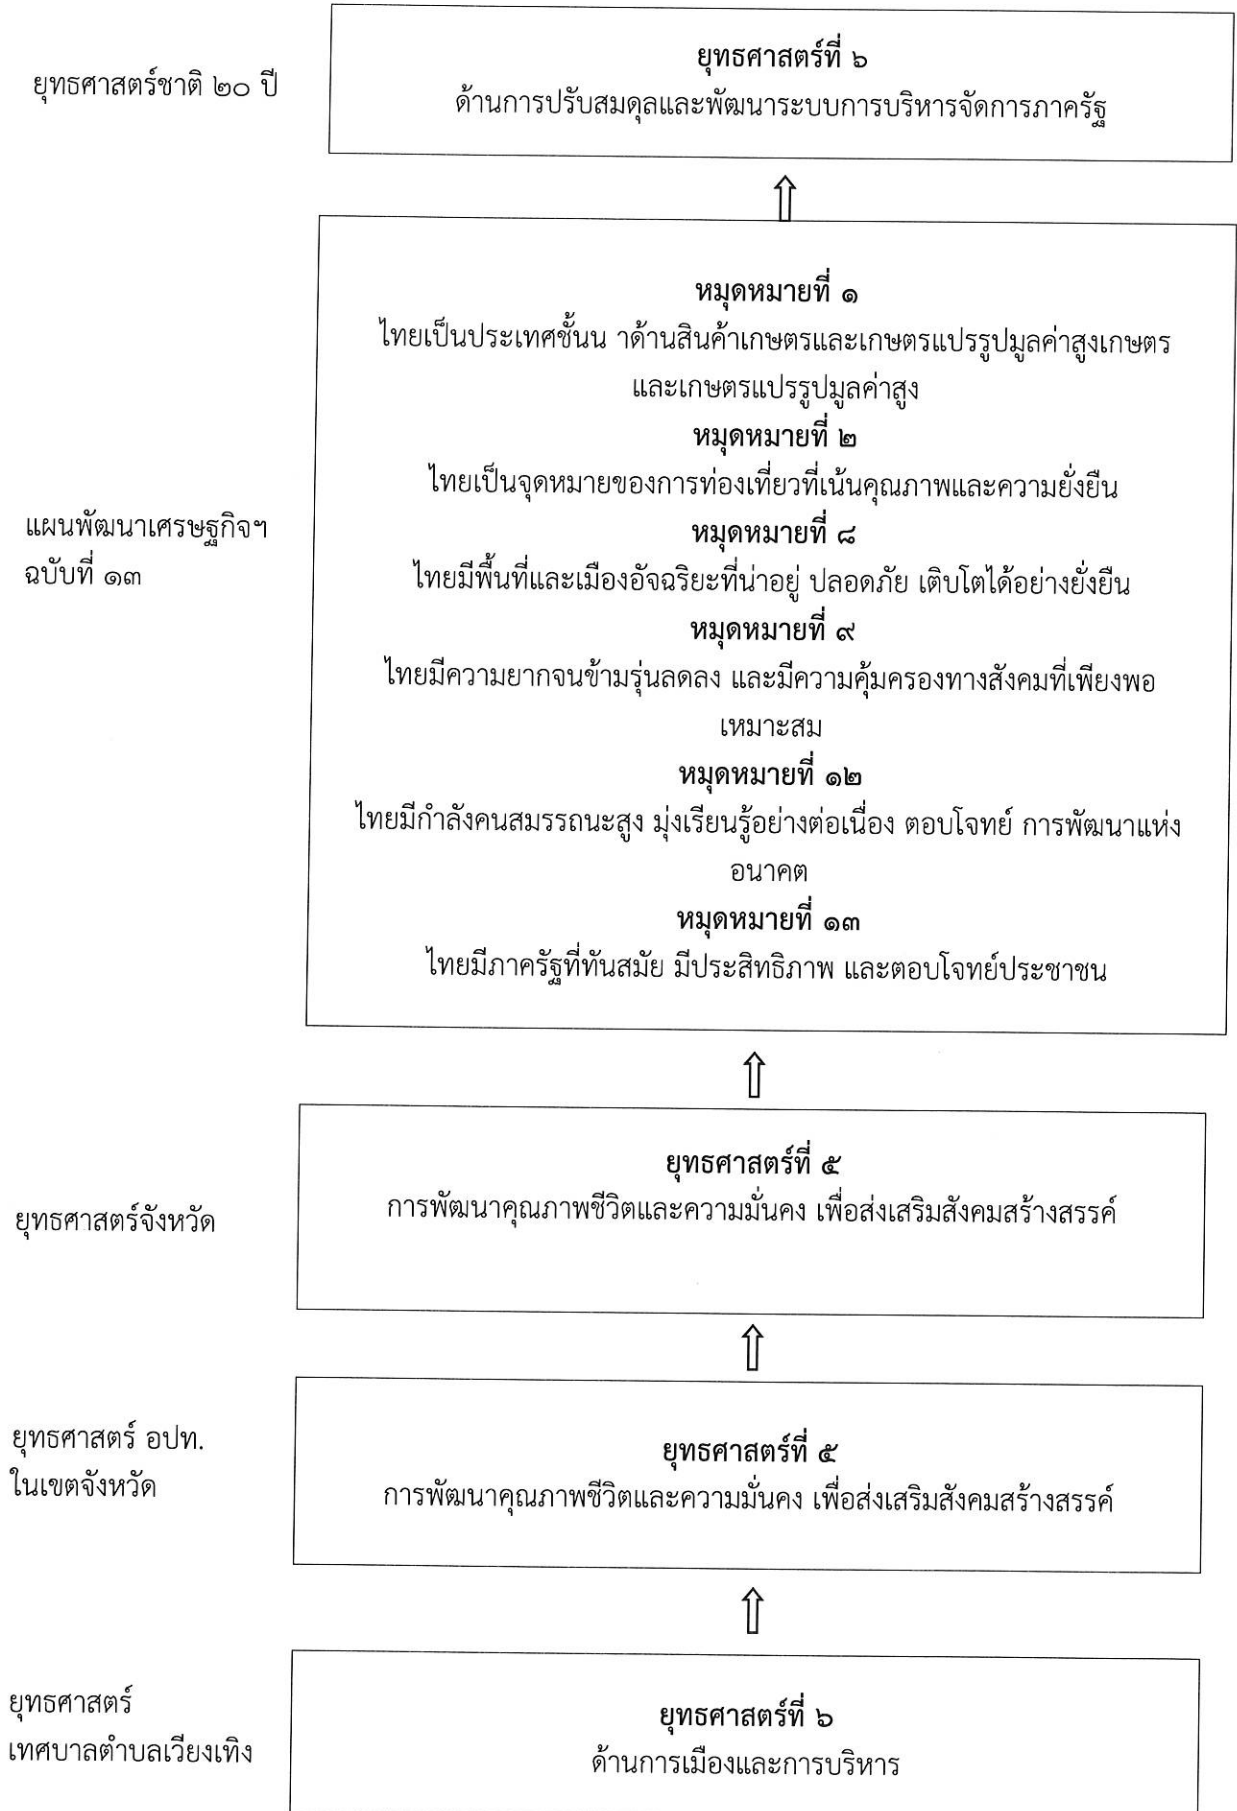 ยุทธศาสตร์ชาติ ๒๐ ปี
ยุทธศาสตร์ที่ ๖
ด้านการปรับสมดุลและพัฒนาระบบการบริหารจัดการภาครัฐ
แผนพัฒนาเศรษฐกิจฯ
ฉบับที่ ๑๓
หมุดหมายที่ ๑
ไทยเป็นประเทศชั้นน าด้านสินค้าเกษตรและเกษตรแปรรูปมูลค่าสูงเกษตร
และเกษตรแปรรูปมูลค่าสูง
หมุดหมายที่ ๒
ไทยเป็นจุดหมายของการท่องเที่ยวที่เน้นคุณภาพและความยั่งยืน
หมุดหมายที่ ๘
ไทยมีพื้นที่และเมืองอัจฉริยะที่น่าอยู่ ปลอดภัย เติบโตได้อย่างยั่งยืน
หมุดหมายที่ ๙
ไทยมีความยากจนข้ามรุ่นลดลง และมีความคุ้มครองทางสังคมที่เพียงพอ
เหมาะสม
หมุดหมายที่ ๑๒
ไทยมีกำลังคนสมรรถนะสูง มุ่งเรียนรู้อย่างต่อเนื่อง ตอบโจทย์ การพัฒนาแห่ง
อนาคต
หมุดหมายที่ ๑๓
ไทยมีภาครัฐที่ทันสมัย มีประสิทธิภาพ และตอบโจทย์ประชาชน
ยุทธศาสตร์จังหวัด
ยุทธศาสตร์ที่ ๕
การพัฒนาคุณภาพชีวิตและความมั่นคง เพื่อส่งเสริมสังคมสร้างสรรค์
ยุทธศาสตร์ อปท.
ในเขตจังหวัด
ยุทธศาสตร์ที่ ๕
การพัฒนาคุณภาพชีวิตและความมั่นคง เพื่อส่งเสริมสังคมสร้างสรรค์
ยุทธศาสตร์
เทศบาลตำบลเวียงเทิง
ยุทธศาสตร์ที่ ๖
ด้านการเมืองและการบริหาร